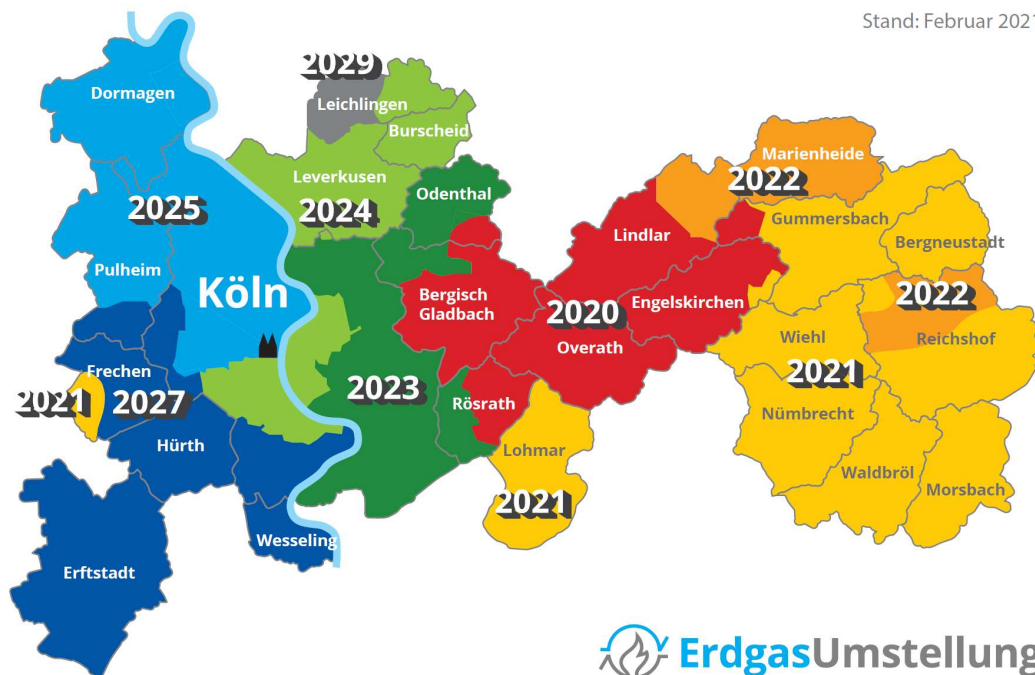 Stand: Februar 2021
2029
Dormagen
Leichlingen
Burscheid
Marienheide
Leverkusen
2022
Odenthal
2025
2024
Gummersbach
Lindlar
Bergneustadt
Pulheim
Köln
Bergisch
Gladbach
Engelskirchen
2022
2020
Wiehl
Reichshof
Overath
Frechen
2021
2021
2027
2023
Rösrath
Nümbrecht
Hürth
Lohmar
Waldbröl
Morsbach
2021
Wesseling
Erftstadt
ErdgasUmstellung